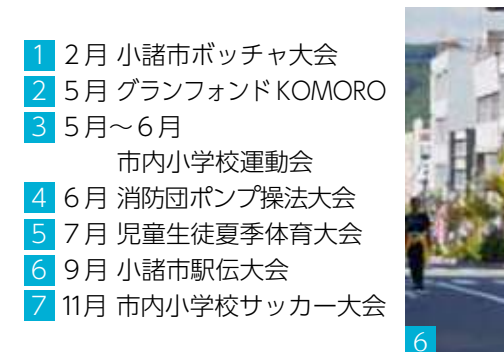 1 2月 小諸市ボッチャ大会
2 5月 グランフォンド KOMORO
3 5月～6月
市内小学校運動会
4 6月 消防団ポンプ操法大会
5 7月 児童生徒夏季体育大会
6 9月 小諸市駅伝大会
7 11月 市内小学校サッカー大会
6